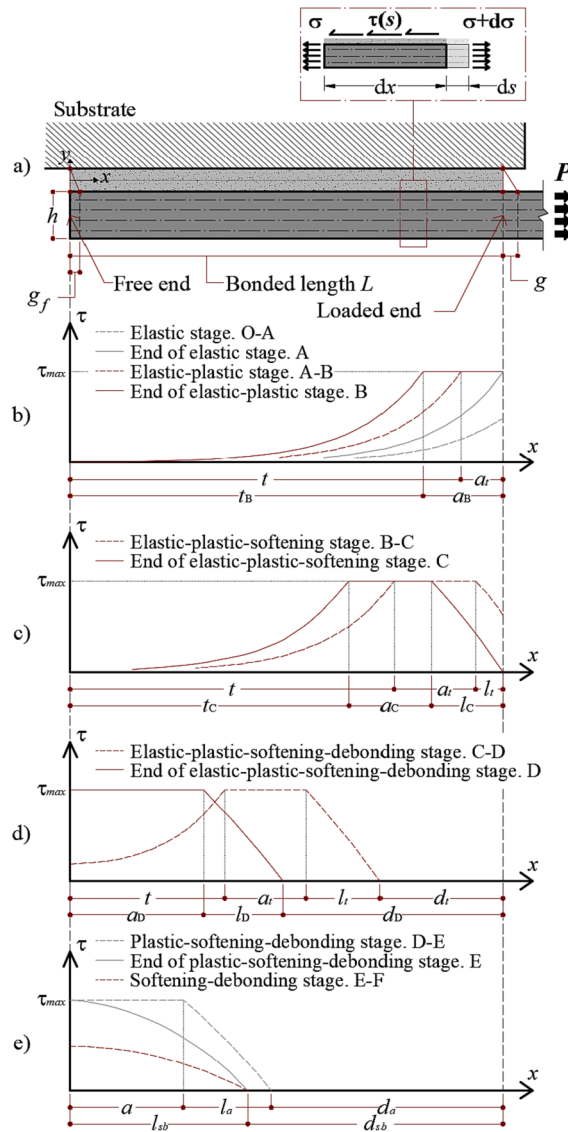 σ τ(s) σ+dσ
dx ds
Substrate
a) y x
P
h
g_f Free end Bonded length L Loaded end g
τ
Elastic stage. O-A
End of elastic stage. A
Elastic-plastic stage. A-B
End of elastic-plastic stage. B
τmax
b)
x
t a_t
t_B a_B
τ
Elastic-plastic-softening stage. B-C
End of elastic-plastic-softening stage. C
τmax
c)
x
t a_t l_t
t_C a_C l_C
τ
Elastic-plastic-softening-debonding stage. C-D
End of elastic-plastic-softening-debonding stage. D
τmax
d)
x
t a_t l_t d_t
a_D l_D d_D
τ
Plastic-softening-debonding stage. D-E
End of plastic-softening-debonding stage. E
Softening-debonding stage. E-F
τmax
e)
x
a l_a d_a
l_sb d_sb